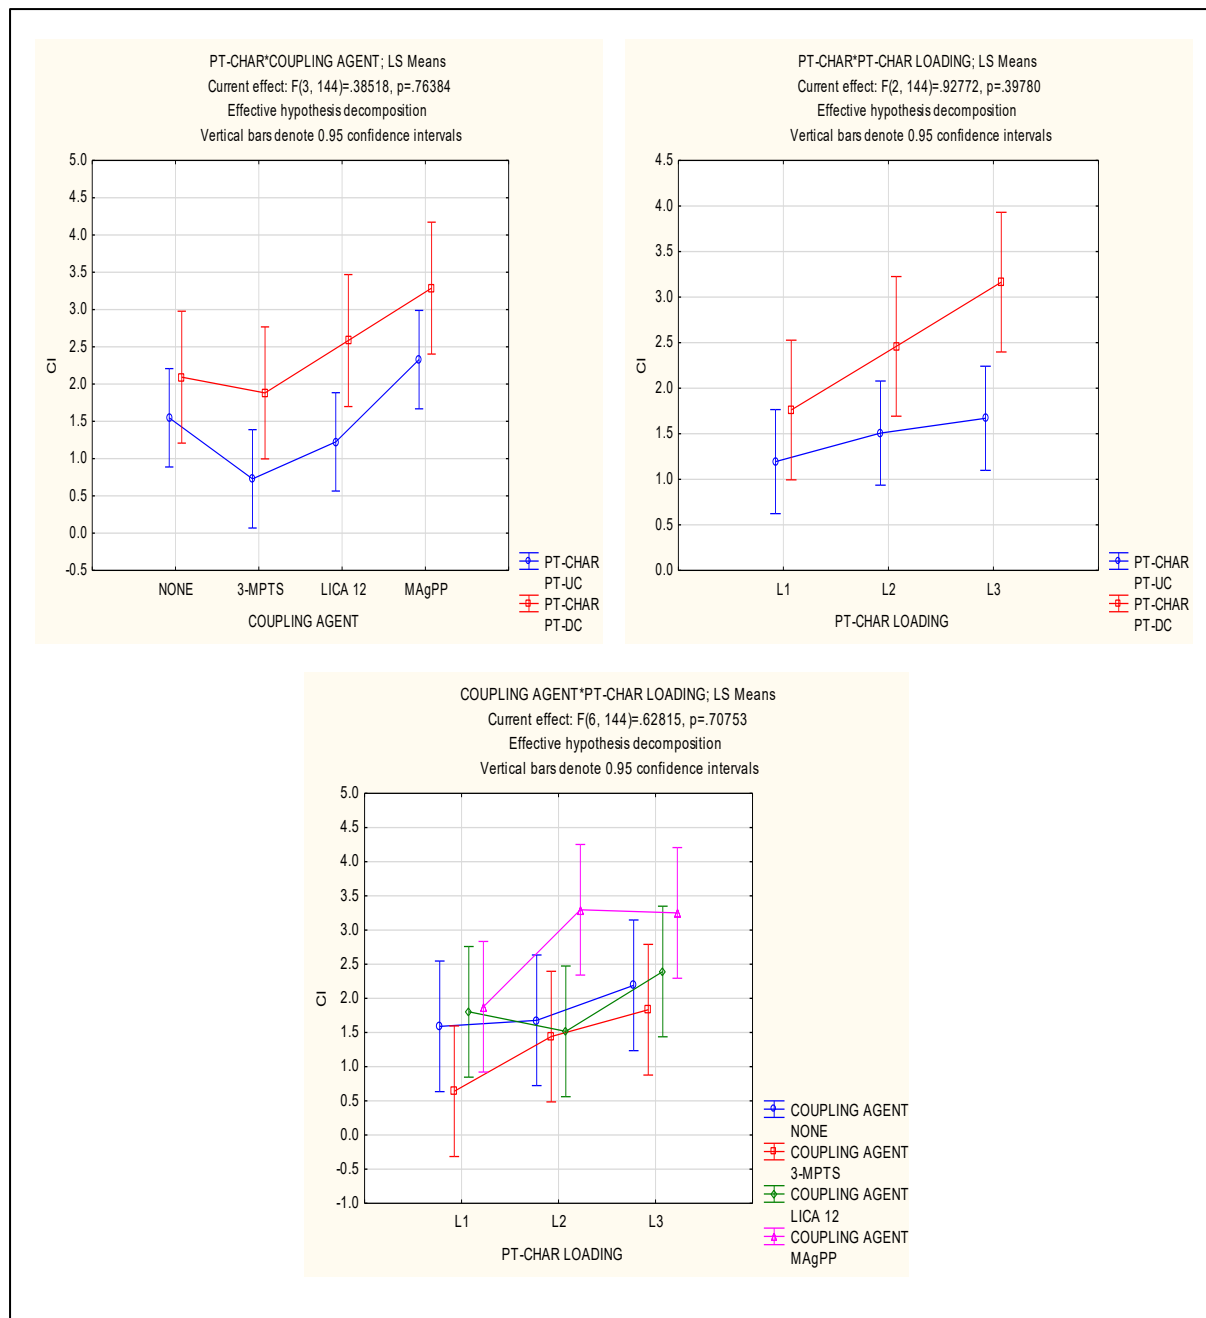 PT-CHAR*COUPLING AGENT; LS Means
Current effect: F(3, 144)=.38518, p=.76384
Effective hypothesis decomposition
Vertical bars denote 0.95 confidence intervals
5.0
4.5
4.0
3.5
3.0
2.5
2.0
1.5
1.0
0.5
0.0
-0.5
CI
NONE 3-MPTS LICA 12 MAgPP
COUPLING AGENT
PT-CHAR
PT-UC
PT-CHAR
PT-DC
PT-CHAR*PT-CHAR LOADING; LS Means
Current effect: F(2, 144)=.92772, p=.39780
Effective hypothesis decomposition
Vertical bars denote 0.95 confidence intervals
4.5
4.0
3.5
3.0
2.5
2.0
1.5
1.0
0.5
0.0
CI
L1 L2 L3
PT-CHAR LOADING
PT-CHAR
PT-UC
PT-CHAR
PT-DC
COUPLING AGENT*PT-CHAR LOADING; LS Means
Current effect: F(6, 144)=.62815, p=.70753
Effective hypothesis decomposition
Vertical bars denote 0.95 confidence intervals
5.0
4.5
4.0
3.5
3.0
2.5
2.0
1.5
1.0
0.5
0.0
-0.5
-1.0
CI
L1 L2 L3
PT-CHAR LOADING
COUPLING AGENT
NONE
COUPLING AGENT
3-MPTS
COUPLING AGENT
LICA 12
COUPLING AGENT
MAgPP